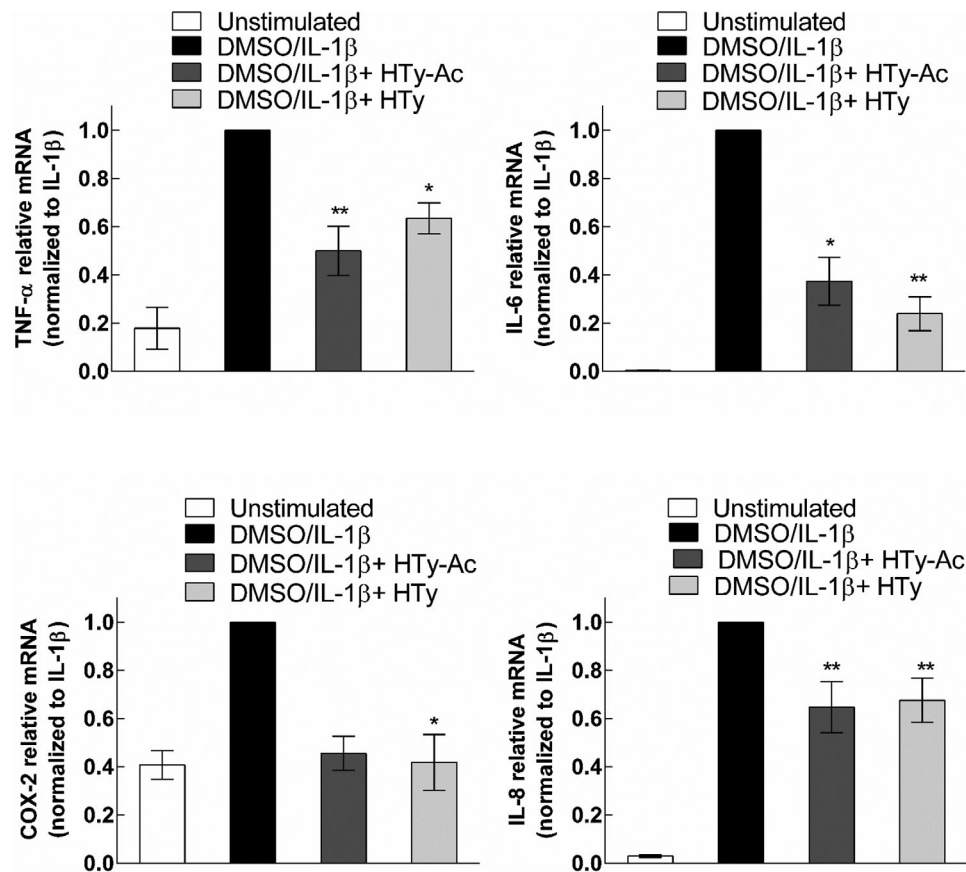 Unstimulated
DMSO/IL-1β
DMSO/IL-1β+ HTy-Ac
DMSO/IL-1β+ HTy
TNF-α relative mRNA
(normalized to IL-1β)
1.0
0.8
0.6
0.4
0.2
0.0
**
*
Unstimulated
DMSO/IL-1β
DMSO/IL-1β+ HTy-Ac
DMSO/IL-1β+ HTy
IL-6 relative mRNA
(normalized to IL-1β)
1.0
0.8
0.6
0.4
0.2
0.0
*
**
Unstimulated
DMSO/IL-1β
DMSO/IL-1β+ HTy-Ac
DMSO/IL-1β+ HTy
COX-2 relative mRNA
(normalized to IL-1β)
1.0
0.8
0.6
0.4
0.2
0.0
*
Unstimulated
DMSO/IL-1β
DMSO/IL-1β+ HTy-Ac
DMSO/IL-1β+ HTy
IL-8 relative mRNA
(normalized to IL-1β)
1.0
0.8
0.6
0.4
0.2
0.0
**
**